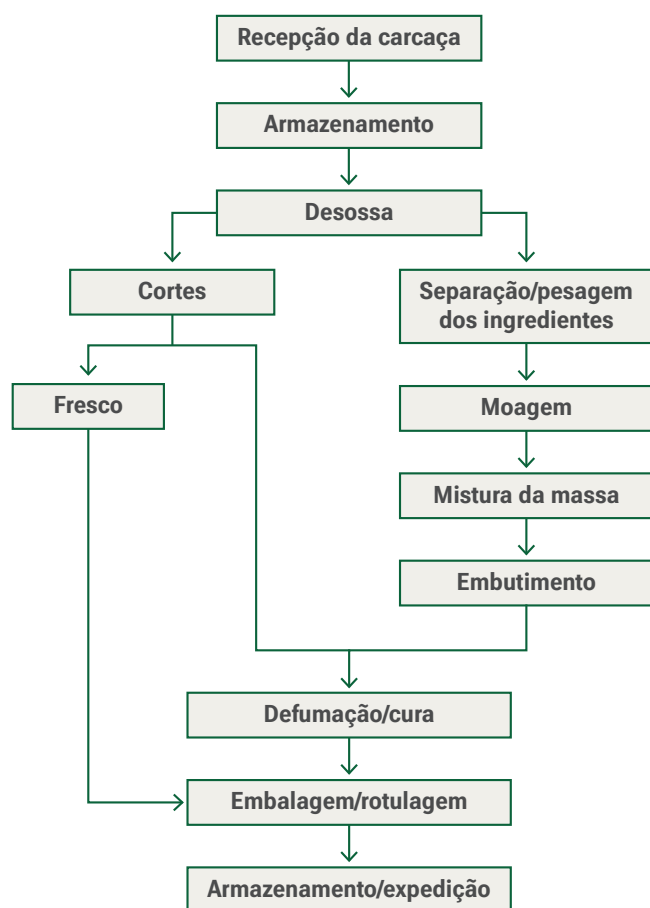 Recepção da carcaça
Armazenamento
Desossa
Cortes
Separação/pesagem
dos ingredientes
Fresco
Moagem
Mistura da massa
Embutimento
Defumação/cura
Embalagem/rotulagem
Armazenamento/expedição